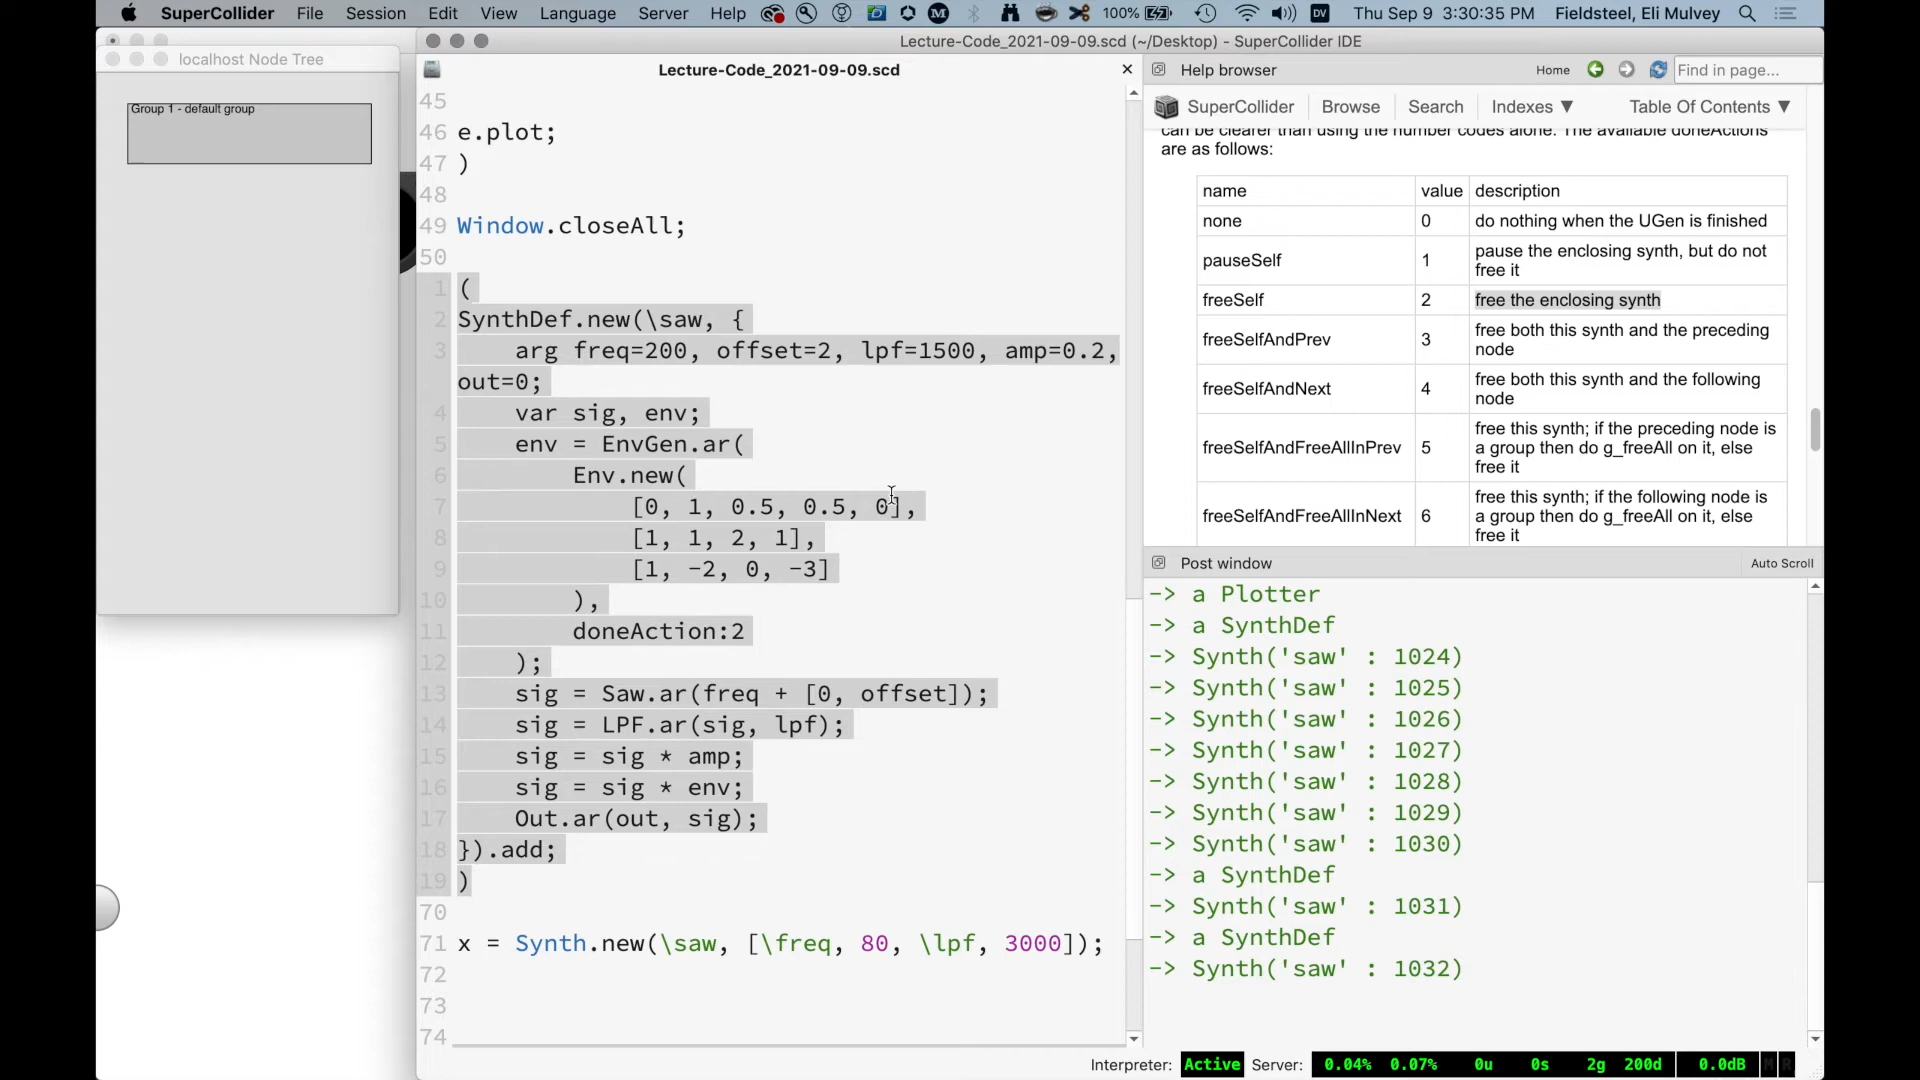 SuperCollider File Session Edit View Language Server Help 100% Thu Sep 9 3:30:35 PM Fieldsteel, Eli Mulvey
localhost Node Tree
Group 1 - default group
Lecture-Code_2021-09-09.scd (~/Desktop) - SuperCollider IDE
Lecture-Code_2021-09-09.scd
45
46 e.plot;
47 )
48
49 Window.closeAll;
50
1 (
2 SynthDef.new(\saw, {
3 arg freq=200, offset=2, lpf=1500, amp=0.2,
out=0;
4 var sig, env;
5 env = EnvGen.ar(
6 Env.new(
7 [0, 1, 0.5, 0.5, 0],
8 [1, 1, 2, 1],
9 [1, -2, 0, -3]
10 ),
11 doneAction:2
12 );
13 sig = Saw.ar(freq + [0, offset]);
14 sig = LPF.ar(sig, lpf);
15 sig = sig * amp;
16 sig = sig * env;
17 Out.ar(out, sig);
18 }).add;
19 )
70
71 x = Synth.new(\saw, [\freq, 80, \lpf, 3000]);
72
73
74
Help browser Home Find in page...
SuperCollider Browse Search Indexes ▼ Table Of Contents ▼
can be clearer than using the number codes alone. The available doneActions
are as follows:
name value description
none 0 do nothing when the UGen is finished
pauseSelf 1 pause the enclosing synth, but do not
free it
freeSelf 2 free the enclosing synth
freeSelfAndPrev 3 free both this synth and the preceding
node
freeSelfAndNext 4 free both this synth and the following
node
freeSelfAndFreeAllInPrev 5 free this synth; if the preceding node is
a group then do g_freeAll on it, else
free it
freeSelfAndFreeAllInNext 6 free this synth; if the following node is
a group then do g_freeAll on it, else
free it
Post window Auto Scroll
-> a Plotter
-> a SynthDef
-> Synth('saw' : 1024)
-> Synth('saw' : 1025)
-> Synth('saw' : 1026)
-> Synth('saw' : 1027)
-> Synth('saw' : 1028)
-> Synth('saw' : 1029)
-> Synth('saw' : 1030)
-> a SynthDef
-> Synth('saw' : 1031)
-> a SynthDef
-> Synth('saw' : 1032)
Interpreter: Active Server: 0.04% 0.07% 0u 0s 2g 200d 0.0dB M R